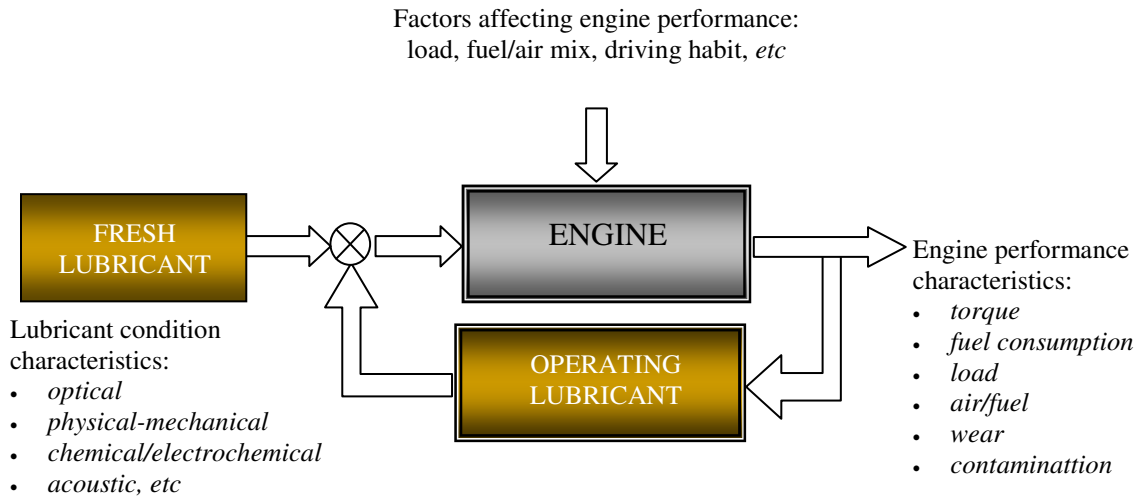 Factors affecting engine performance:
load, fuel/air mix, driving habit, etc
FRESH
LUBRICANT
ENGINE
OPERATING
LUBRICANT
Lubricant condition
characteristics:
• optical
• physical-mechanical
• chemical/electrochemical
• acoustic, etc
Engine performance
characteristics:
• torque
• fuel consumption
• load
• air/fuel
• wear
• contaminattion